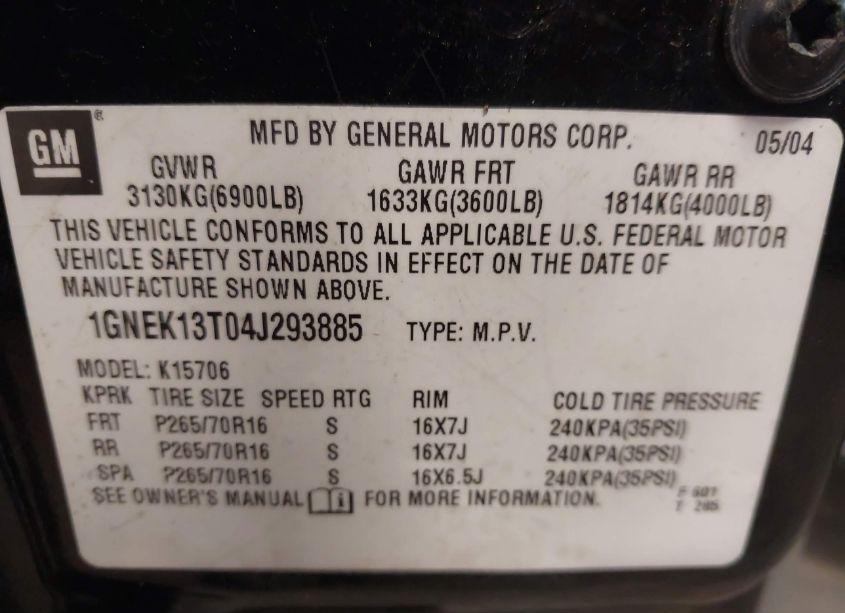 GM®
MFD BY GENERAL MOTORS CORP. 05/04
GVWR GAWR FRT GAWR RR
3130KG(6900LB) 1633KG(3600LB) 1814KG(4000LB)
THIS VEHICLE CONFORMS TO ALL APPLICABLE U.S. FEDERAL MOTOR
VEHICLE SAFETY STANDARDS IN EFFECT ON THE DATE OF
MANUFACTURE SHOWN ABOVE.
1GNEK13T04J293885 TYPE: M.P.V.
MODEL: K15706
KPRK TIRE SIZE SPEED RTG RIM COLD TIRE PRESSURE
FRT P265/70R16 S 16X7J 240KPA(35PSI)
RR P265/70R16 S 16X7J 240KPA(35PSI)
SPA P265/70R16 S 16X6.5J 240KPA(35PSI)
SEE OWNER'S MANUAL i FOR MORE INFORMATION.